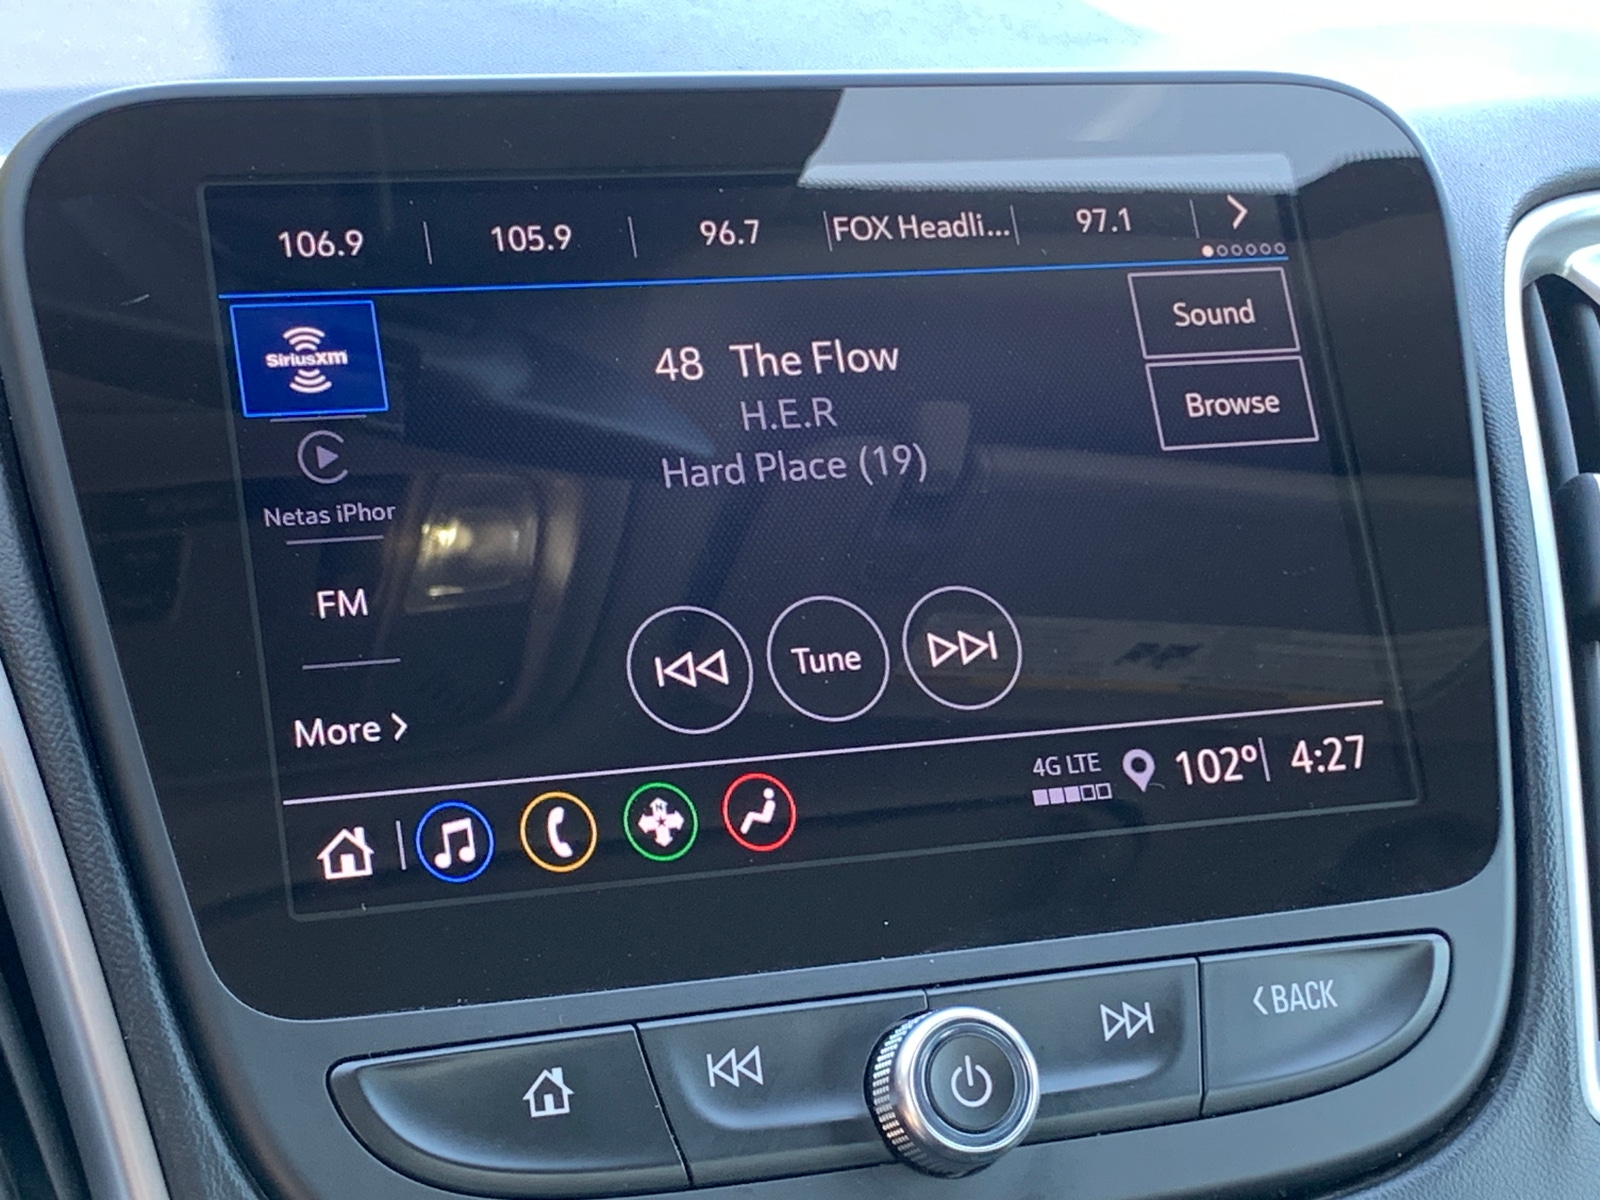 106.9 105.9 96.7 FOX Headli... 97.1
SiriusXM
48 The Flow
H.E.R
Hard Place (19)
Sound
Browse
Netas iPhor
FM
More
Tune
4G LTE 102° 4:27
N
BACK